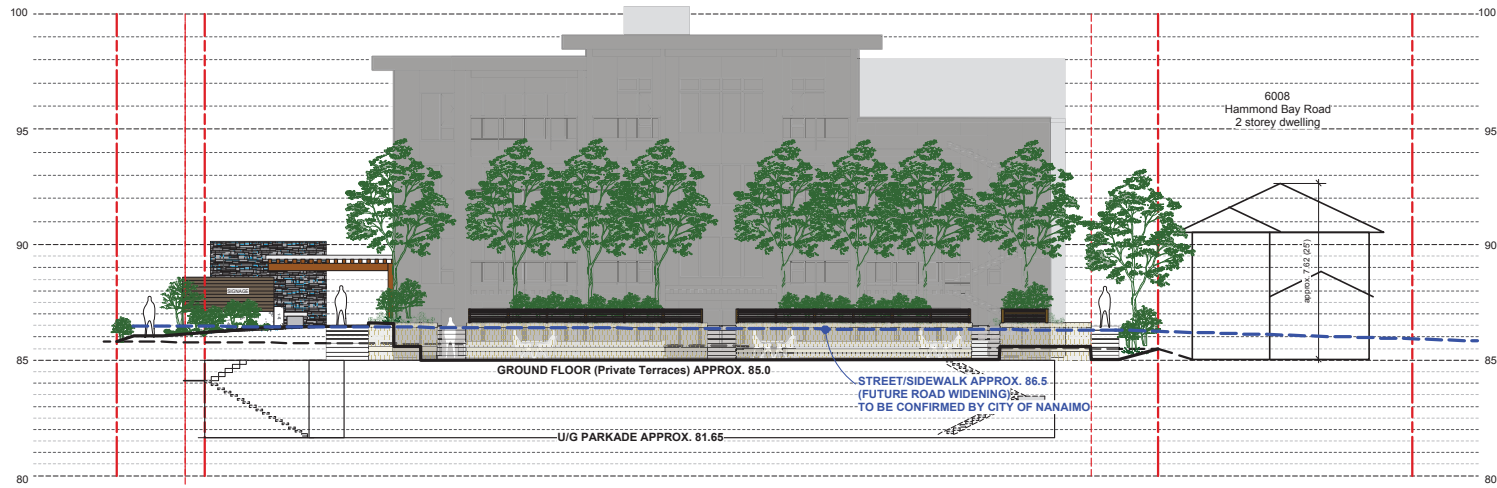 100
100
95
95
6008
Hammond Bay Road
2 storey dwelling
90
90
approx. 7.62 (25')
SIGNAGE
85
85
GROUND FLOOR (Private Terraces) APPROX. 85.0
STREET/SIDEWALK APPROX. 86.5
(FUTURE ROAD WIDENING)
TO BE CONFIRMED BY CITY OF NANAIMO
U/G PARKADE APPROX. 81.65
80
80